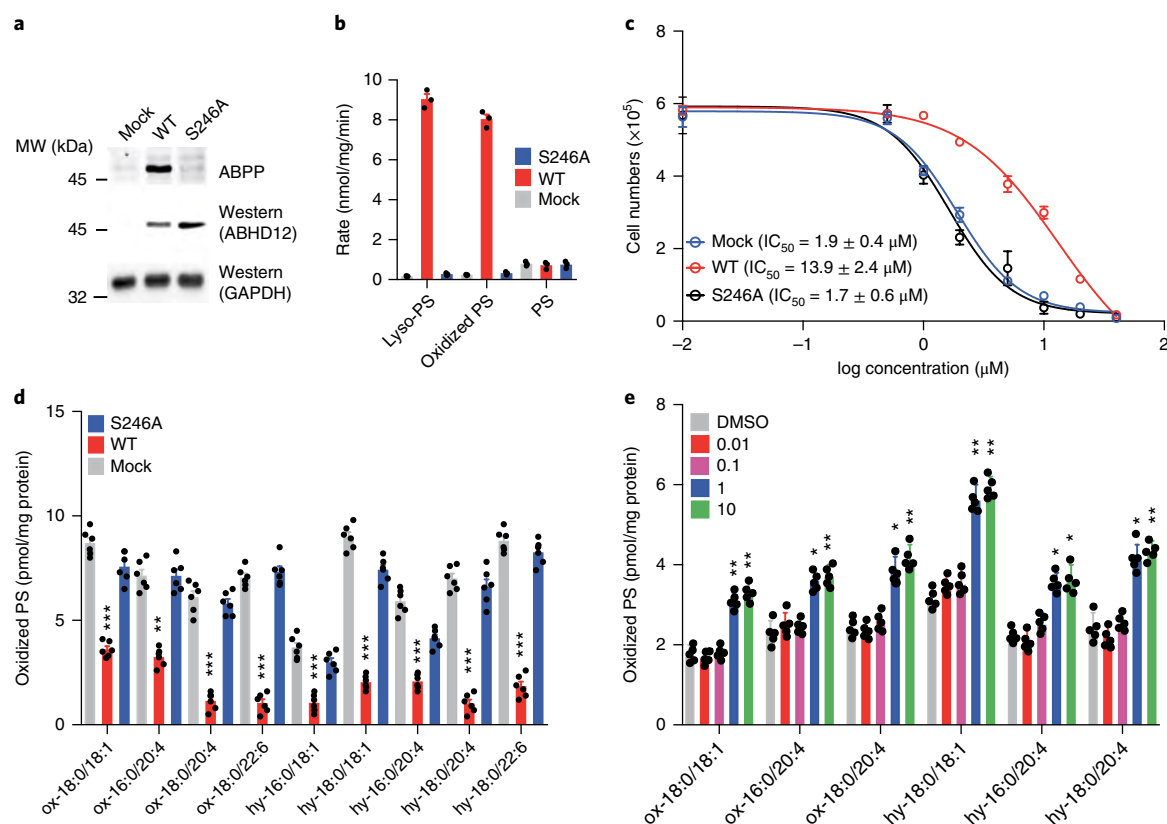 a
Mock
WT
S246A
MW (kDa)
ABPP
45
Western
(ABHD12)
45
Western
(GAPDH)
32
b
Rate (nmol/mg/min)
10
8
6
4
2
0
S246A
WT
Mock
Lyso-PS
Oxidized PS
PS
c
Cell numbers (×10⁵)
8
6
4
2
0
Mock (IC₅₀ = 1.9 ± 0.4 μM)
WT (IC₅₀ = 13.9 ± 2.4 μM)
S246A (IC₅₀ = 1.7 ± 0.6 μM)
−2
−1
0
1
2
log concentration (μM)
d
Oxidized PS (pmol/mg protein)
15
10
5
0
S246A
WT
Mock
***
**
***
***
***
***
***
***
***
ox-18:0/18:1
ox-16:0/20:4
ox-18:0/20:4
ox-18:0/22:6
hy-16:0/18:1
hy-18:0/18:1
hy-16:0/20:4
hy-18:0/20:4
hy-18:0/22:6
e
Oxidized PS (pmol/mg protein)
8
6
4
2
0
DMSO
0.01
0.1
1
10
**
**
*
**
*
**
**
**
*
*
*
**
ox-18:0/18:1
ox-16:0/20:4
ox-18:0/20:4
hy-18:0/18:1
hy-16:0/20:4
hy-18:0/20:4